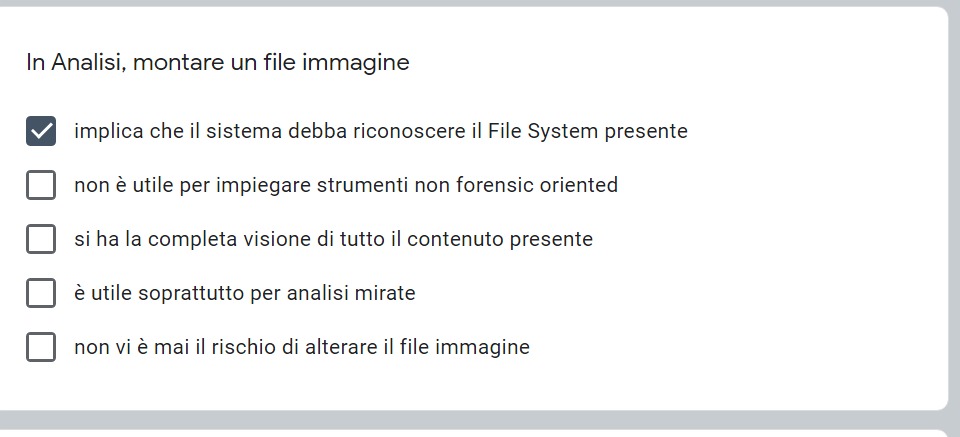 In Analisi, montare un file immagine
implica che il sistema debba riconoscere il File System presente
non è utile per impiegare strumenti non forensic oriented
si ha la completa visione di tutto il contenuto presente
è utile soprattutto per analisi mirate
non vi è mai il rischio di alterare il file immagine